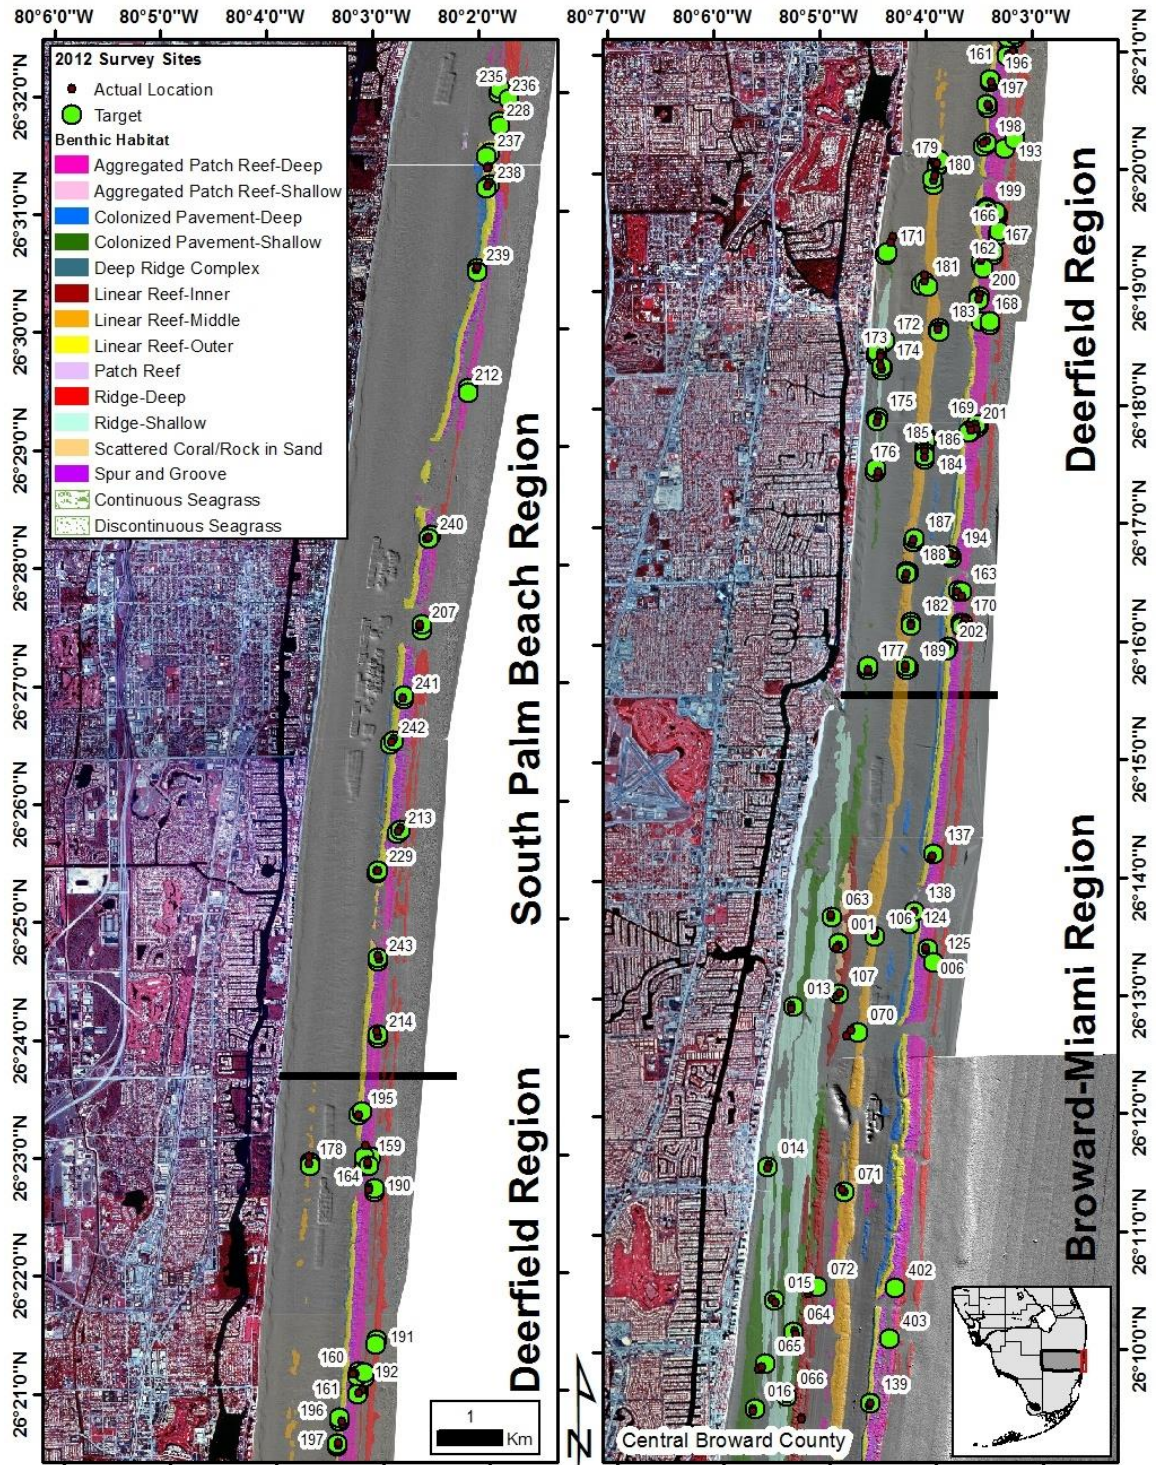 80°6'0"W 80°5'0"W 80°4'0"W 80°3'0"W 80°2'0"W
80°7'0"W 80°6'0"W 80°5'0"W 80°4'0"W 80°3'0"W
2012 Survey Sites
Actual Location
Target
Benthic Habitat
Aggregated Patch Reef-Deep
Aggregated Patch Reef-Shallow
Colonized Pavement-Deep
Colonized Pavement-Shallow
Deep Ridge Complex
Linear Reef-Inner
Linear Reef-Middle
Linear Reef-Outer
Patch Reef
Ridge-Deep
Ridge-Shallow
Scattered Coral/Rock in Sand
Spur and Groove
Continuous Seagrass
Discontinuous Seagrass
26°32'0"N
26°31'0"N
26°30'0"N
26°29'0"N
26°28'0"N
26°27'0"N
26°26'0"N
26°25'0"N
26°24'0"N
26°23'0"N
26°22'0"N
26°21'0"N
235
236
228
237
238
239
212
240
207
241
242
213
229
243
214
195
178
159
164
190
191
160
192
161
196
197
South Palm Beach Region
Deerfield Region
1
Km
N
161
196
197
198
193
179
180
199
166
167
171
162
181
200
183
168
172
173
174
175
169
201
185
186
176
184
187
194
188
163
182
170
202
177
189
137
138
063
106
124
001
125
006
107
013
070
014
071
015
072
402
064
403
065
066
016
139
Deerfield Region
Broward-Miami Region
Central Broward County
26°21'0"N
26°20'0"N
26°19'0"N
26°18'0"N
26°17'0"N
26°16'0"N
26°15'0"N
26°14'0"N
26°13'0"N
26°12'0"N
26°11'0"N
26°10'0"N